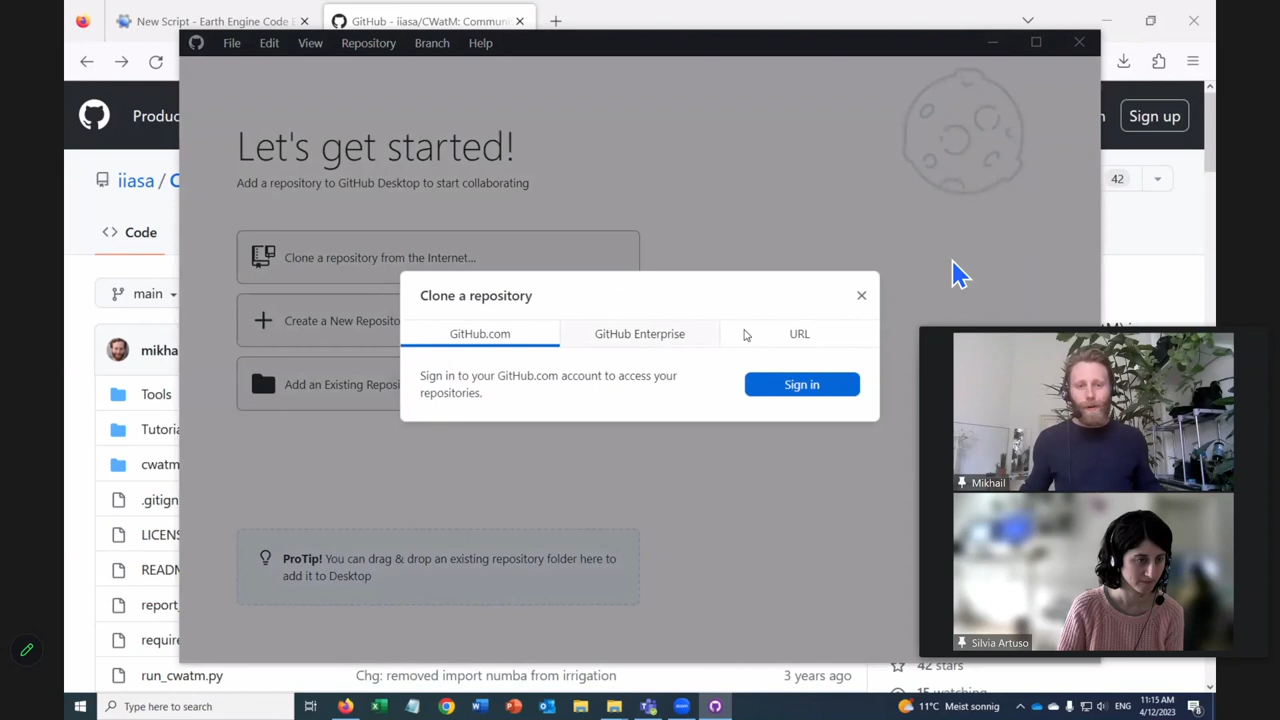 New Script - Earth Engine Code E
GitHub - iiasa/CWatM: Commun
File Edit View Repository Branch Help
Produc
Sign up
Let's get started!
Add a repository to GitHub Desktop to start collaborating
iiasa / C
42
Code
Clone a repository from the Internet...
main
Clone a repository
Create a New Reposito
GitHub.com GitHub Enterprise URL
mikha
Sign in to your GitHub.com account to access your
repositories.
Sign in
Add an Existing Reposi
Tools
Tutoria
cwatm
Mikhail
.gitign
LICENS
READM
report_
require
ProTip! You can drag & drop an existing repository folder here to
add it to Desktop
Silvia Artuso
run_cwatm.py
Chg: removed import numba from irrigation
3 years ago
42 stars
15 watching
Type here to search
11°C Meist sonnig
ENG
11:15 AM
4/12/2023